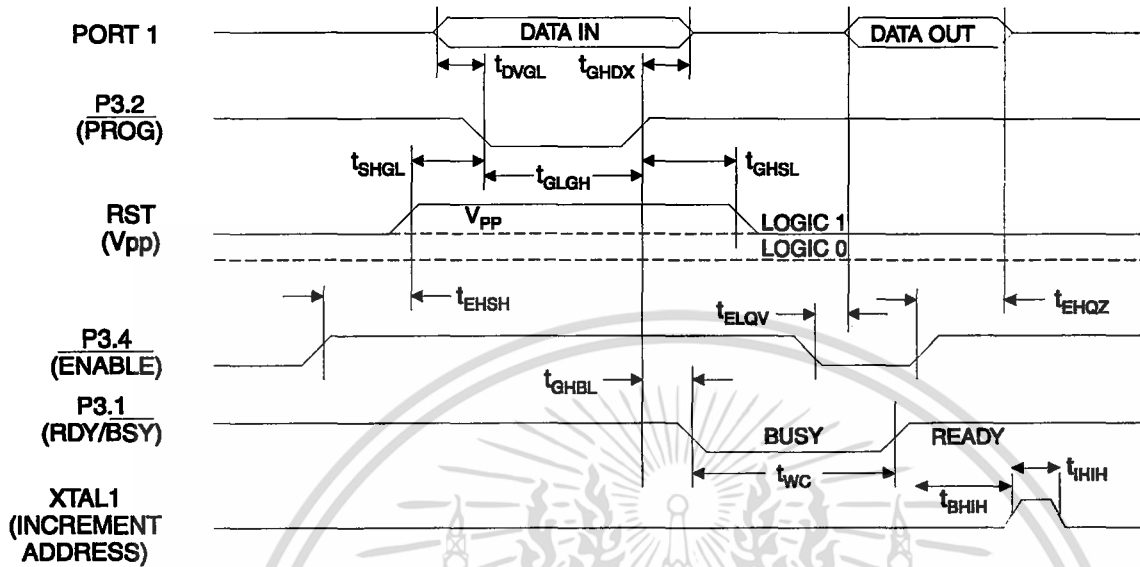 PORT 1
DATA IN
DATA OUT
tDVGL
tGHDX
P3.2
(PROG)
tSHGL
tGLGH
tGHSL
RST
(Vpp)
VPP
LOGIC 1
LOGIC 0
tEHSH
tELQV
tEHQZ
P3.4
(ENABLE)
tGHBL
P3.1
(RDY/BSY)
BUSY
READY
tWC
tIHIH
tBHIH
XTAL1
(INCREMENT
ADDRESS)